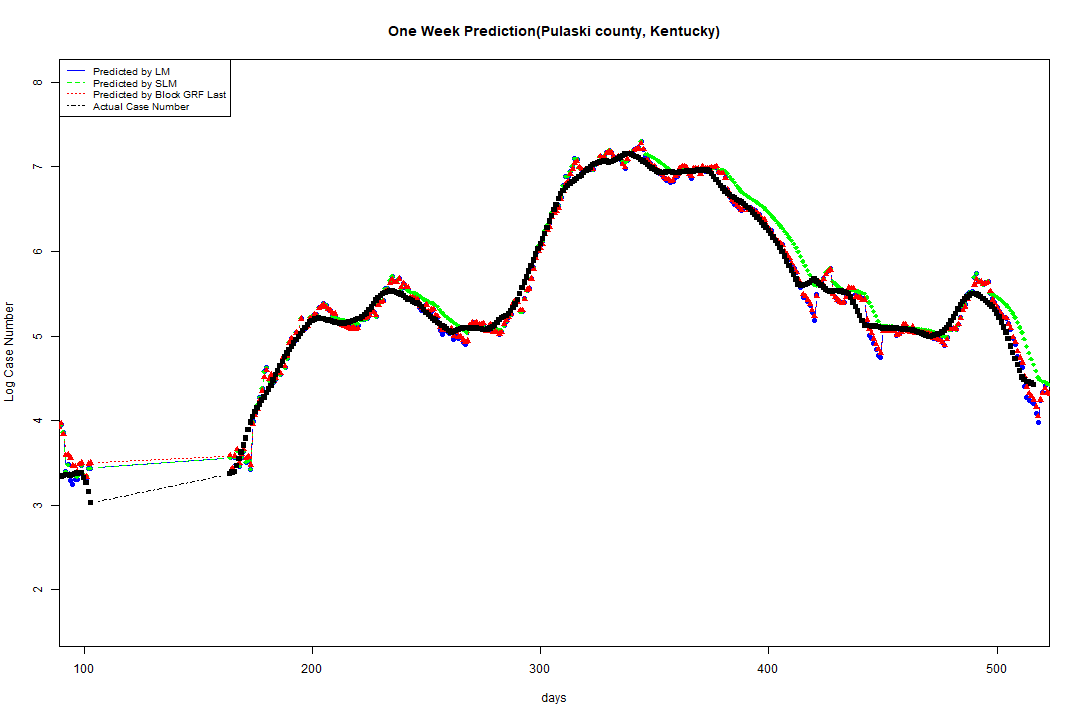 One Week Prediction(Pulaski county, Kentucky)
Predicted by LM
Predicted by SLM
Predicted by Block GRF Last
Actual Case Number
8
7
6
5
4
3
2
Log Case Number
100 200 300 400 500
days